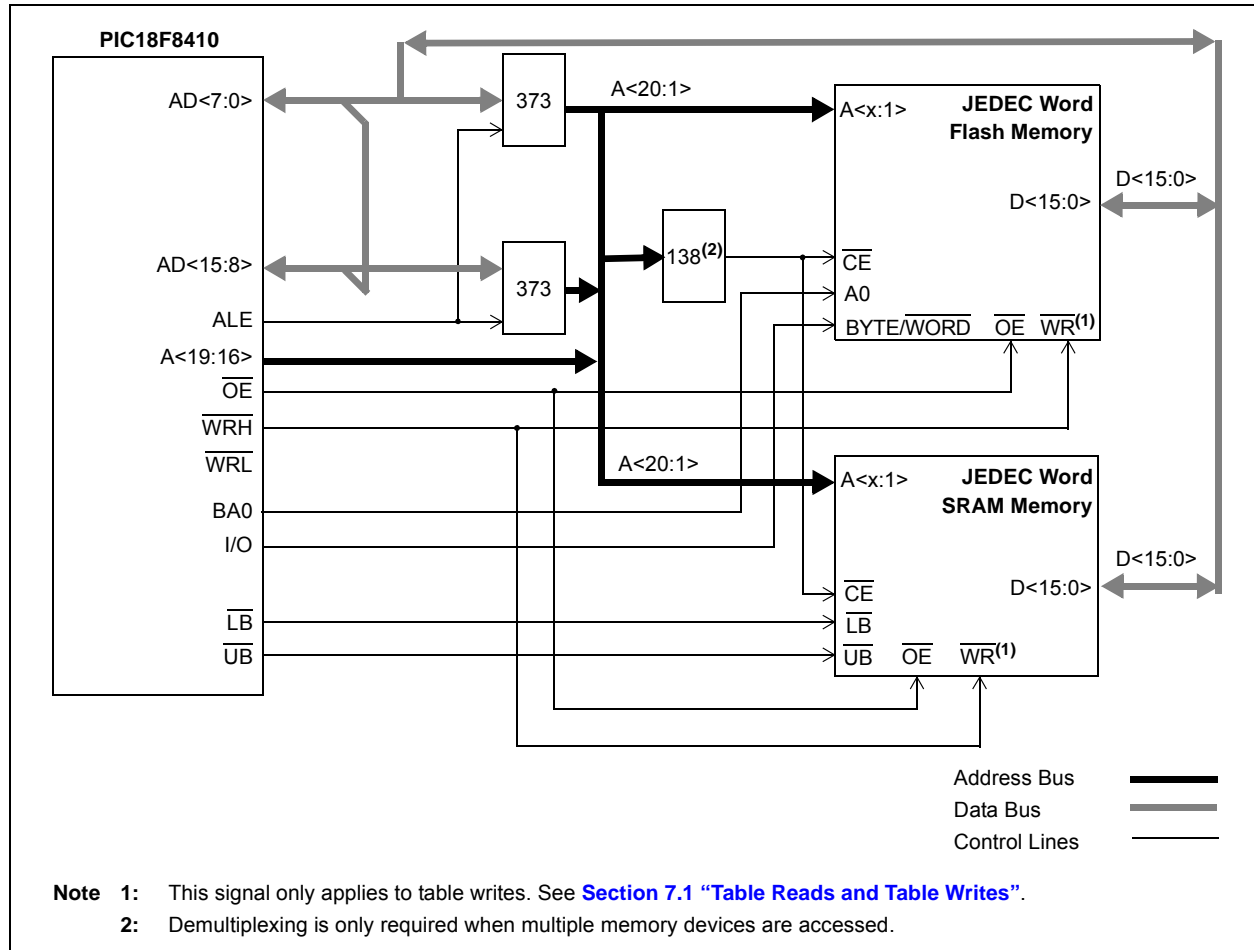 PIC18F8410
AD<7:0>
373
A<20:1>
A<x:1>
JEDEC Word
Flash Memory
D<15:0>
D<15:0>
138(2)
CE
A0
BYTE/WORD
OE
WR(1)
AD<15:8>
373
ALE
A<19:16>
OE
WRH
WRL
BA0
I/O
LB
UB
A<20:1>
A<x:1>
JEDEC Word
SRAM Memory
D<15:0>
D<15:0>
CE
LB
UB
OE
WR(1)
Address Bus
Data Bus
Control Lines
Note 1: This signal only applies to table writes. See Section 7.1 “Table Reads and Table Writes”.
2: Demultiplexing is only required when multiple memory devices are accessed.